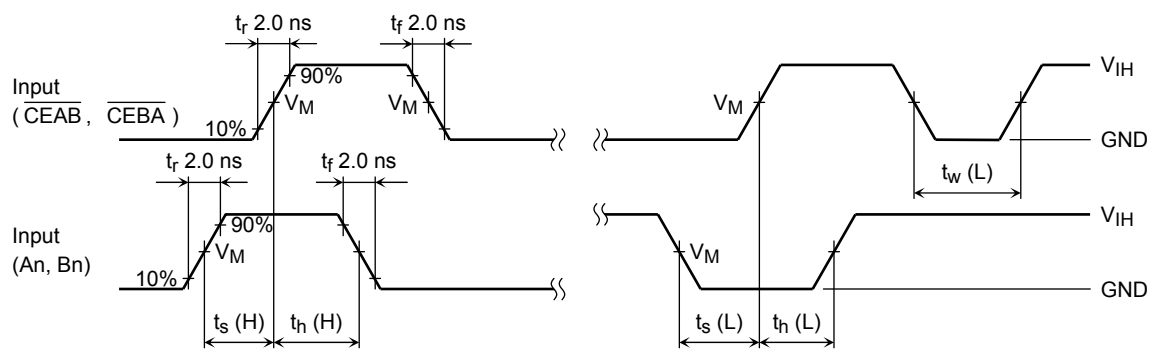 tr 2.0 ns
tf 2.0 ns
Input
(CEAB, CEBA)
90%
VM
VM
10%
VM
VIH
GND
tw (L)
tr 2.0 ns
tf 2.0 ns
Input
(An, Bn)
90%
VM
10%
VM
VIH
GND
ts (H)
th (H)
ts (L)
th (L)